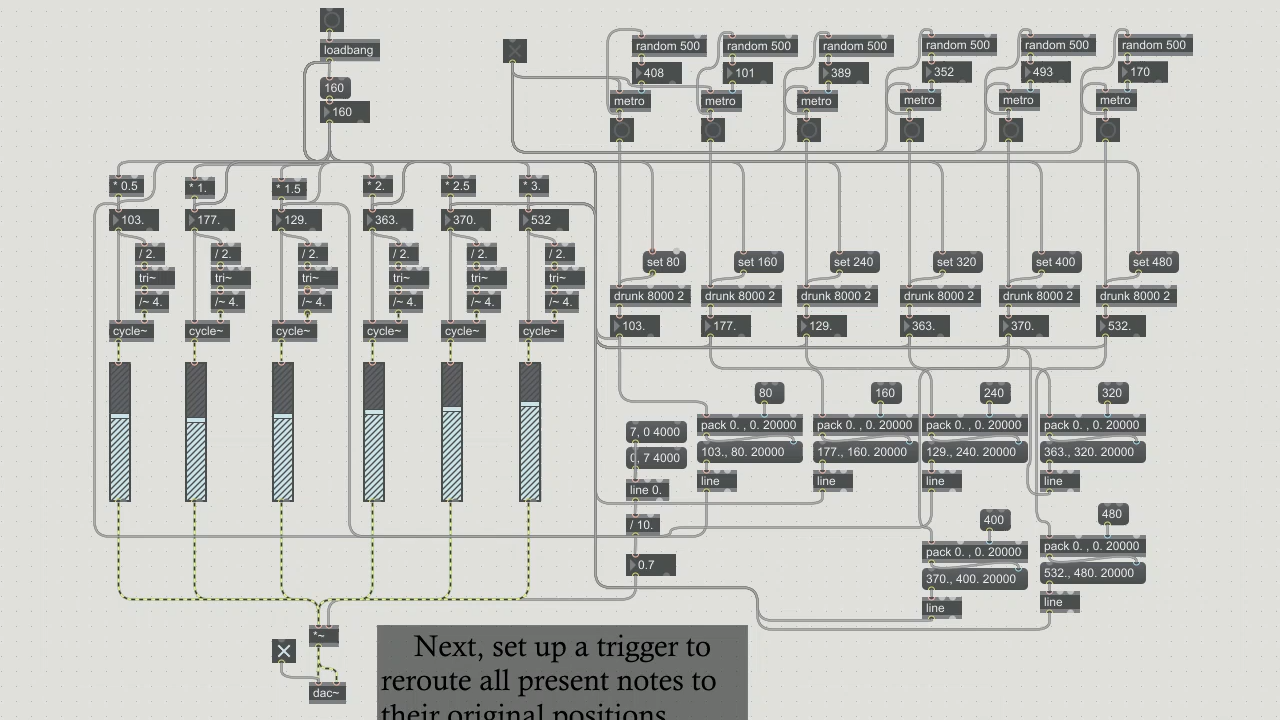 loadbang
160
160
random 500 random 500 random 500 random 500 random 500 random 500
408 101 389 352 493 170
metro metro metro metro metro metro
* 0.5 * 1. * 1.5 * 2. * 2.5 * 3.
103. 177. 129. 363. 370. 532
/ 2. / 2. / 2. / 2. / 2. / 2.
tri~ tri~ tri~ tri~ tri~ tri~
/~ 4. /~ 4. /~ 4. /~ 4. /~ 4. /~ 4.
cycle~ cycle~ cycle~ cycle~ cycle~ cycle~
set 80 set 160 set 240 set 320 set 400 set 480
drunk 8000 2 drunk 8000 2 drunk 8000 2 drunk 8000 2 drunk 8000 2 drunk 8000 2
103. 177. 129. 363. 370. 532.
80 160 240 320
pack 0. , 0. 20000 pack 0. , 0. 20000 pack 0. , 0. 20000 pack 0. , 0. 20000
103., 80. 20000 177., 160. 20000 129., 240. 20000 363., 320. 20000
line line line line
7, 0 4000
0, 7 4000
line 0.
/ 10.
0.7
400 480
pack 0. , 0. 20000 pack 0. , 0. 20000
370., 400. 20000 532., 480. 20000
line line
*~
dac~
Next, set up a trigger to
reroute all present notes to
their original positions